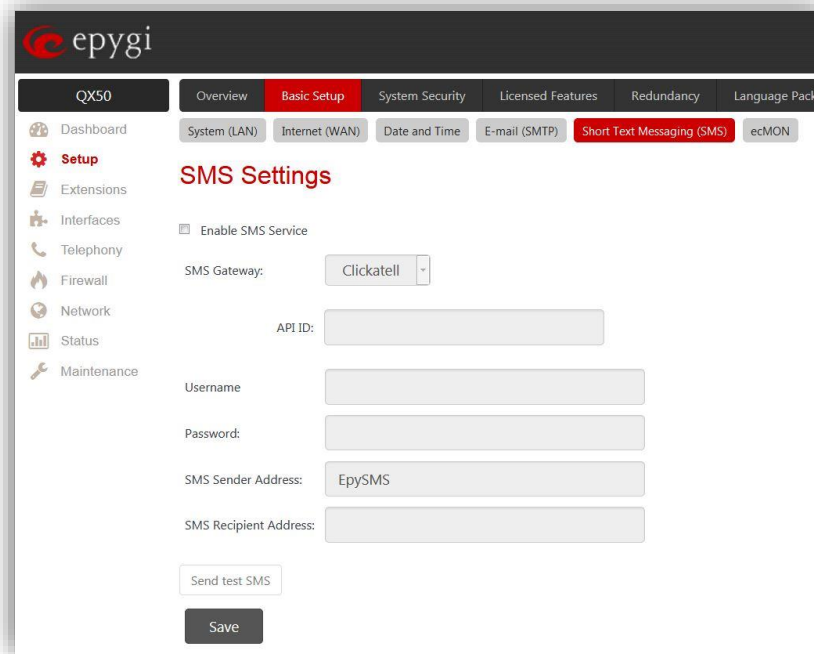 epygi
QX50
Overview Basic Setup System Security Licensed Features Redundancy Language Pack
Dashboard
System (LAN) Internet (WAN) Date and Time E-mail (SMTP) Short Text Messaging (SMS) ecMON
Setup
SMS Settings
Extensions
Interfaces
Enable SMS Service
Telephony
SMS Gateway: Clickatell
Firewall
Network
API ID:
Status
Maintenance
Username
Password:
SMS Sender Address: EpySMS
SMS Recipient Address:
Send test SMS
Save